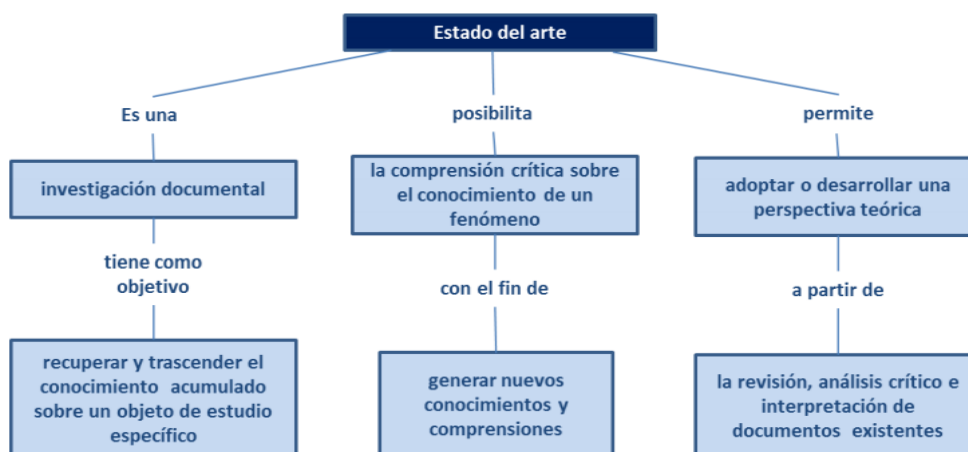 Estado del arte
Es una
investigación documental
tiene como
objetivo
recuperar y trascender el
conocimiento acumulado
sobre un objeto de estudio
específico
posibilita
la comprensión crítica sobre
el conocimiento de un
fenómeno
con el fin de
generar nuevos
conocimientos y
comprensiones
permite
adoptar o desarrollar una
perspectiva teórica
a partir de
la revisión, análisis crítico e
interpretación de
documentos existentes